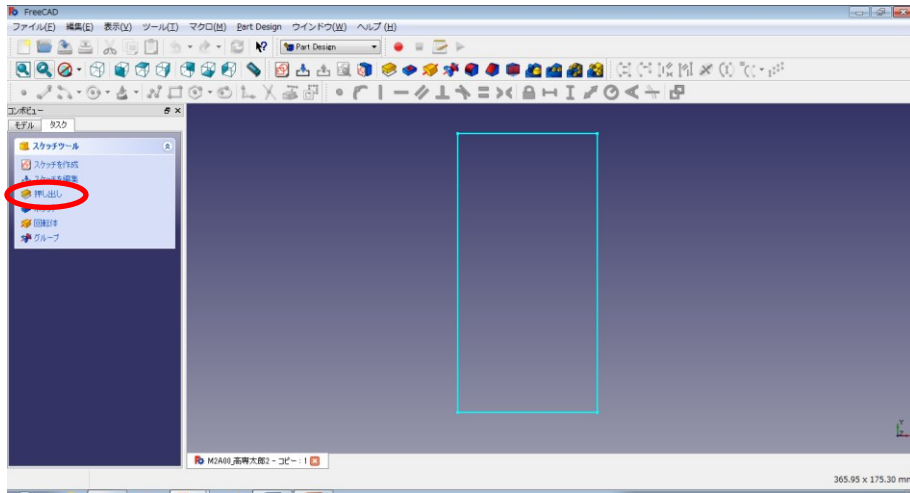 FreeCAD
ファイル(F) 編集(E) 表示(V) ツール(T) マクロ(M) Part Design ウインドウ(W) ヘルプ(H)
Part Design
コンボビュー
モデル タスク
スケッチツール
スケッチを作成
スケッチを編集
押し出し
回転体
グルーブ
M2A00_高専太郎2 - コピー : 1
Y
365.95 x 175.30 mm